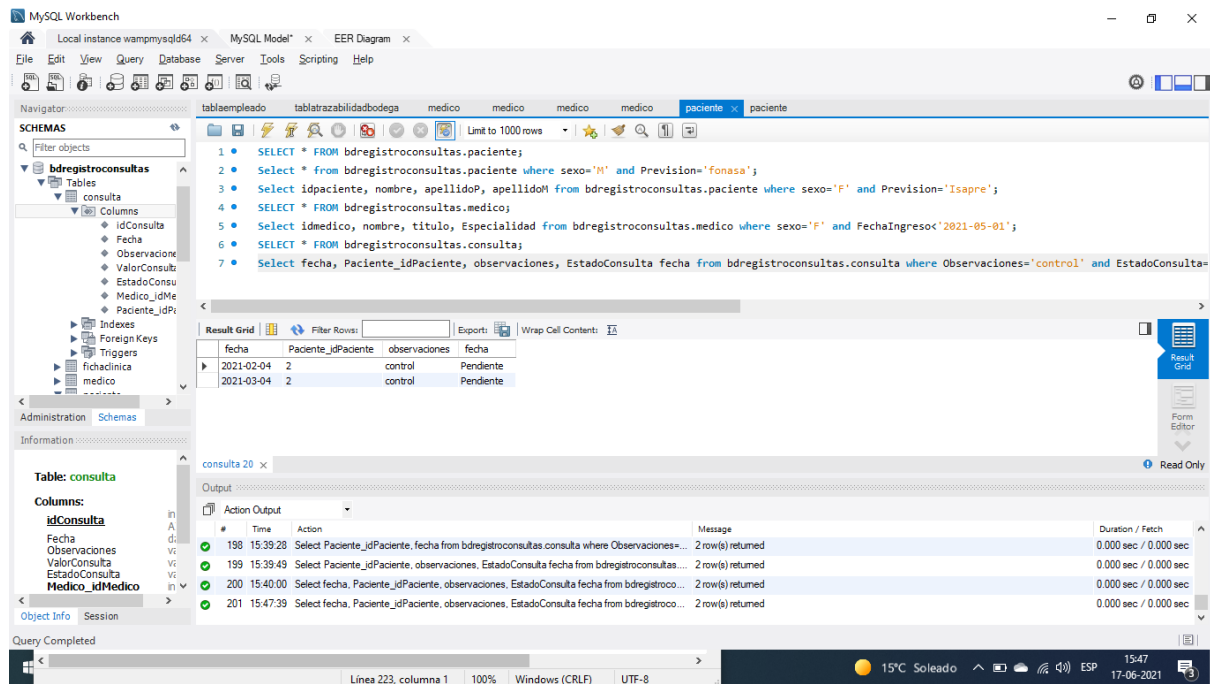 MySQL Workbench
Local instance wampmysqld64 × MySQL Model* × EER Diagram ×
File Edit View Query Database Server Tools Scripting Help
Navigator
tablaempleado tablatrazabilidadbodega medico medico medico medico paciente × paciente
SCHEMAS
Limit to 1000 rows
Filter objects
bdregistroconsultas
Tables
consulta
Columns
idConsulta
Fecha
Observacione
ValorConsulta
EstadoConsu
Medico_idMe
Paciente_idPa
Indexes
Foreign Keys
Triggers
fichaclinica
medico
Administration Schemas
1 SELECT * FROM bdregistroconsultas.paciente;
2 Select * from bdregistroconsultas.paciente where sexo='M' and Prevision='fonasa';
3 Select idpaciente, nombre, apellidoP, apellidoM from bdregistroconsultas.paciente where sexo='F' and Prevision='Isapre';
4 SELECT * FROM bdregistroconsultas.medico;
5 Select idmedico, nombre, titulo, Especialidad from bdregistroconsultas.medico where sexo='F' and FechaIngreso<'2021-05-01';
6 SELECT * FROM bdregistroconsultas.consulta;
7 Select fecha, Paciente_idPaciente, observaciones, EstadoConsulta fecha from bdregistroconsultas.consulta where Observaciones='control' and EstadoConsulta=
Result Grid Filter Rows: Export: Wrap Cell Content:
fecha Paciente_idPaciente observaciones fecha
2021-02-04 2 control Pendiente
2021-03-04 2 control Pendiente
Result Grid
Form Editor
consulta 20 ×
Read Only
Information
Table: consulta
Columns:
idConsulta
Fecha
Observaciones
ValorConsulta
EstadoConsulta
Medico_idMedico
Object Info Session
Output
Action Output
# Time Action Message Duration / Fetch
198 15:39:28 Select Paciente_idPaciente, fecha from bdregistroconsultas.consulta where Observaciones=... 2 row(s) returned 0.000 sec / 0.000 sec
199 15:39:49 Select Paciente_idPaciente, observaciones, EstadoConsulta fecha from bdregistroconsultas.... 2 row(s) returned 0.000 sec / 0.000 sec
200 15:40:00 Select fecha, Paciente_idPaciente, observaciones, EstadoConsulta fecha from bdregistroco... 2 row(s) returned 0.000 sec / 0.000 sec
201 15:47:39 Select fecha, Paciente_idPaciente, observaciones, EstadoConsulta fecha from bdregistroco... 2 row(s) returned 0.000 sec / 0.000 sec
Query Completed
Línea 223, columna 1 100% Windows (CRLF) UTF-8
15°C Soleado ESP 15:47
17-06-2021
3